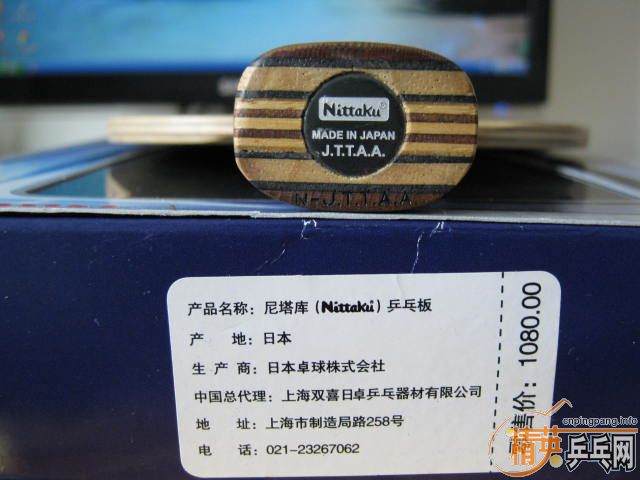 Nittaku®
MADE IN JAPAN
J.T.T.A.A.
N-J.T.T.A.A
产品名称：尼塔库（Nittaku）乒乓板
产 地：日本
生 产 商：日本卓球株式会社
中国总代理：上海双喜日卓乒乓器材有限公司
地 址：上海市制造局路258号
电 话：021-23267062
售价：1080.00
cnpingpang.info
精英乒乓网